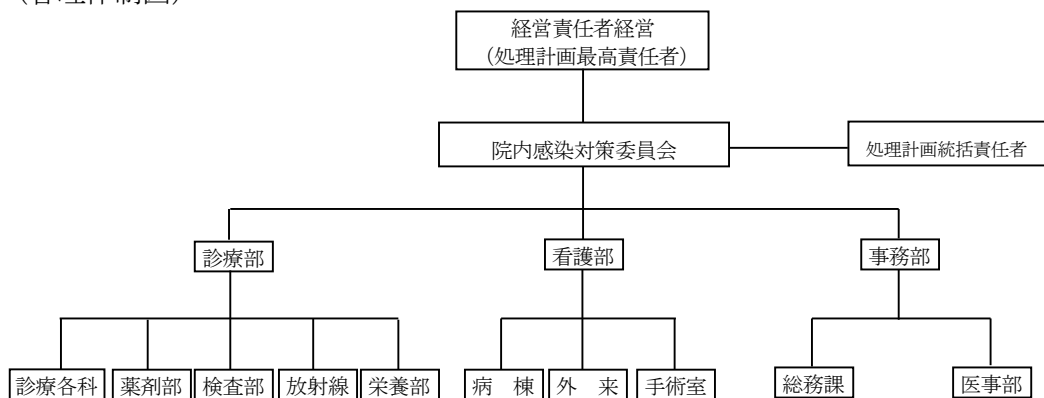 (管理体制図)
経営責任者経営
(処理計画最高責任者)
院内感染対策委員会
処理計画統括責任者
診療部
看護部
事務部
診療各科
薬剤部
検査部
放射線
栄養部
病 棟
外 来
手術室
総務課
医事部